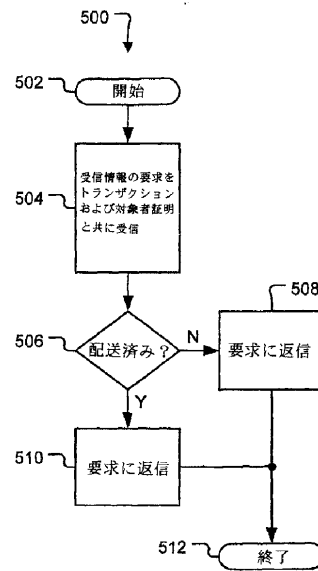 500
502
開始
504
受信情報の要求を
トランザクション
および対象者証明
と共に受信
506
配送済み？
N
508
要求に返信
Y
510
要求に返信
512
終了